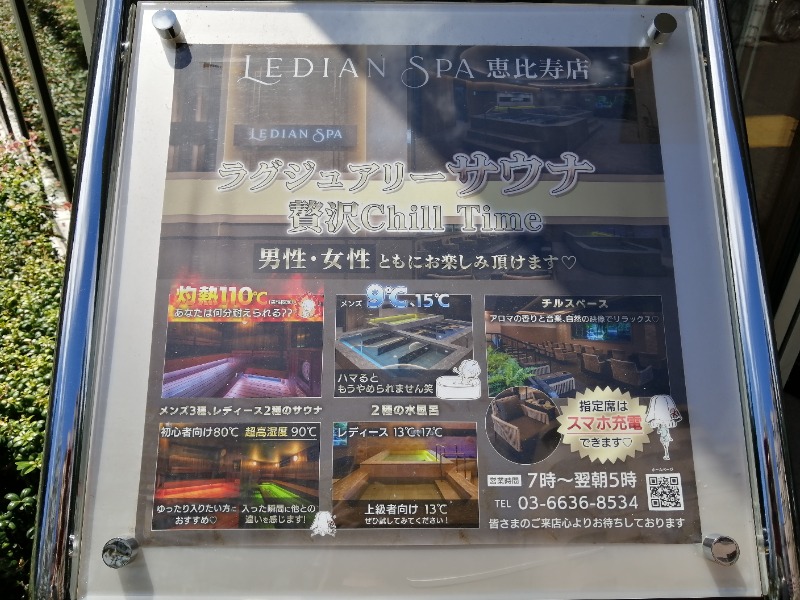 LEDIAN SPA 恵比寿店
LEDIAN SPA
ラグジュアリーサウナ
贅沢Chill Time
男性・女性 ともにお楽しみ頂けます♡
灼熱110℃
あなたは何分耐えられる??
メンズ3種、レディース2種のサウナ
メンズ 9℃、15℃
ハマると
もうやめられません笑
2種の水風呂
チルスペース
アロマの香りと音楽、自然の映像でリラックス♡
指定席は
スマホ充電
できます♡
初心者向け80℃ 超高湿度 90℃
ゆったり入りたい方に
おすすめ♡
入った瞬間に他との
違いを感じます!
レディース 13℃、17℃
上級者向け 13℃
ぜひ試してみてください!
営業時間 7時～翌朝5時
TEL 03-6636-8534
ホームページ
皆さまのご来店心よりお待ちしております